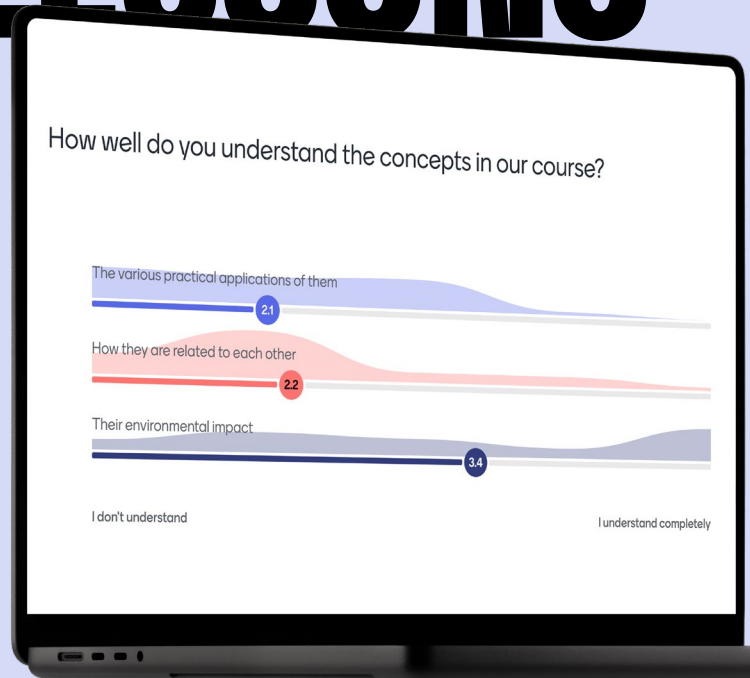 LESSONS
How well do you understand the concepts in our course?
The various practical applications of them
2.1
How they are related to each other
2.2
Their environmental impact
3.4
I don't understand
I understand completely